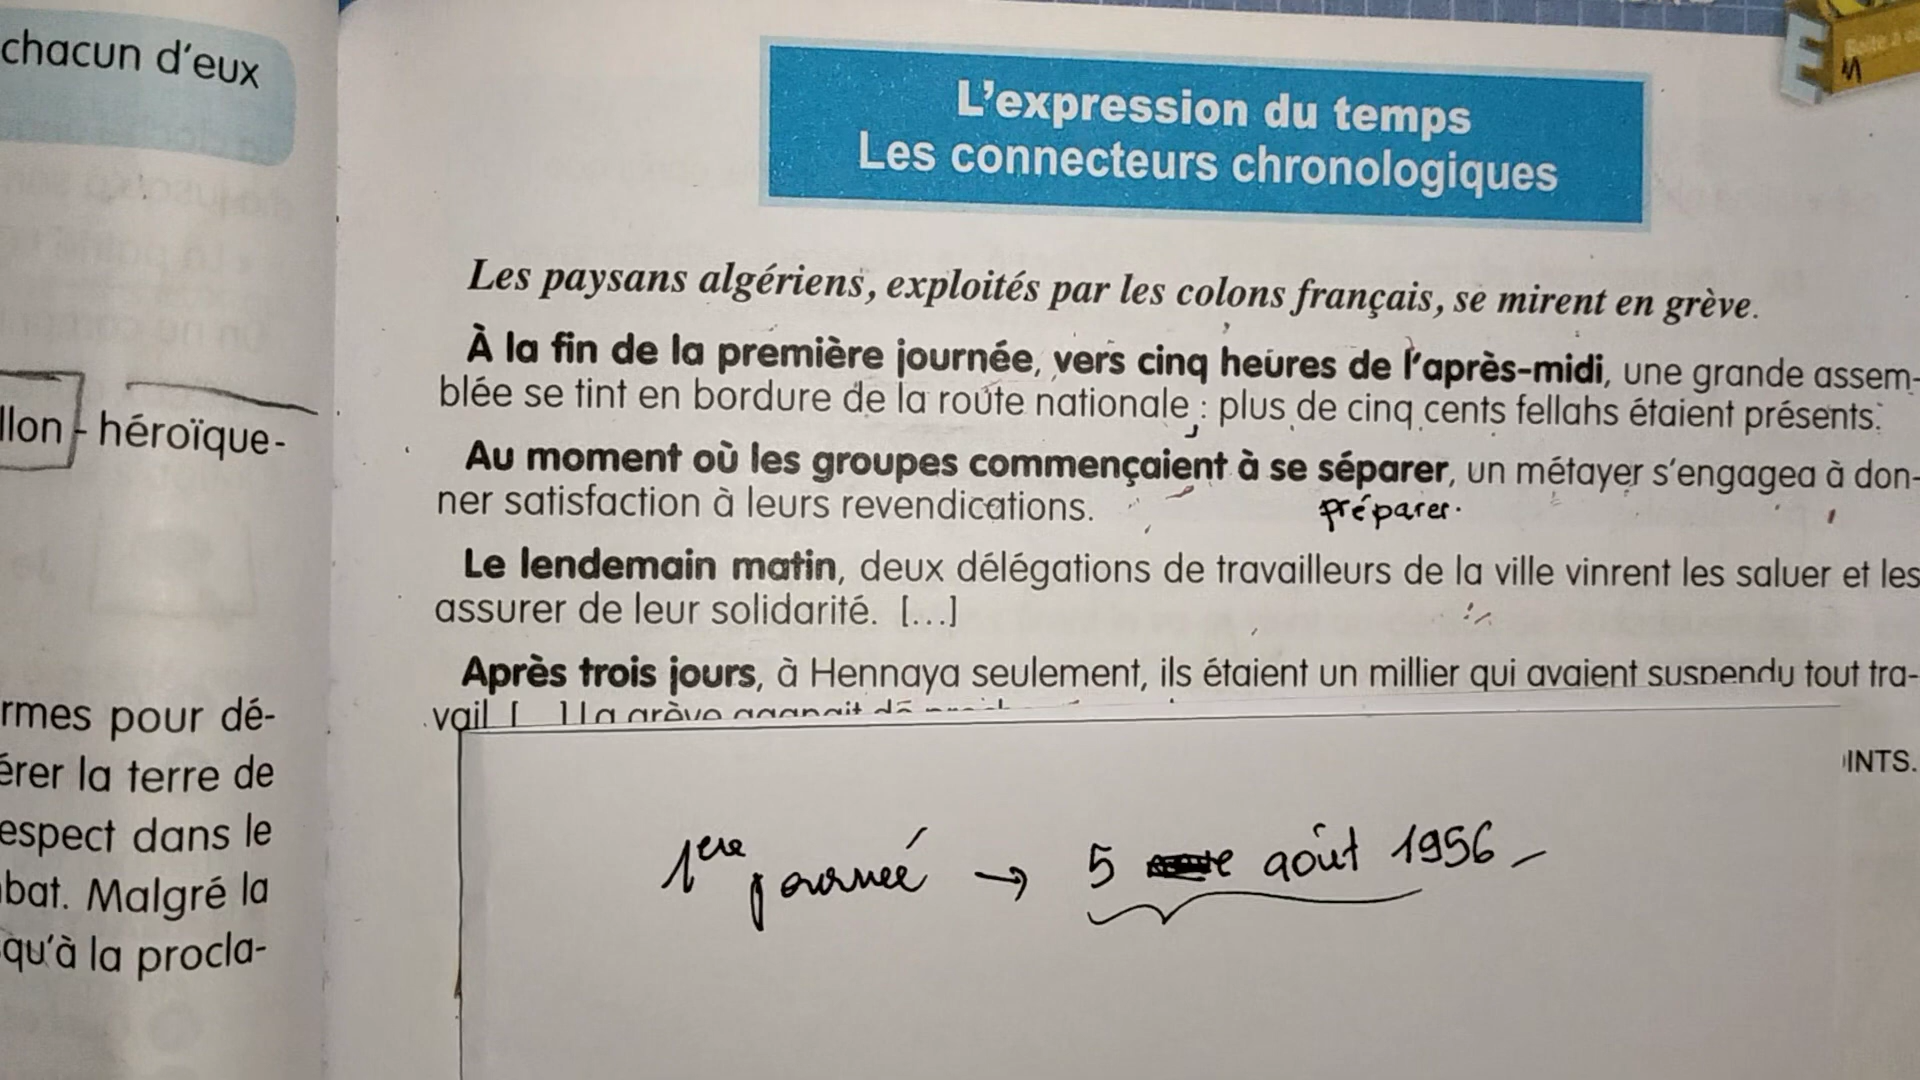 chacun d'eux
llon - héroïque-
rmes pour dé-
érer la terre de
espect dans le
bat. Malgré la
qu'à la procla-
L'expression du temps
Les connecteurs chronologiques
Les paysans algériens, exploités par les colons français, se mirent en grève.
À la fin de la première journée, vers cinq heures de l'après-midi, une grande assem-
blée se tint en bordure de la route nationale : plus de cinq cents fellahs étaient présents.
Au moment où les groupes commençaient à se séparer, un métayer s'engagea à don-
ner satisfaction à leurs revendications.
préparer.
Le lendemain matin, deux délégations de travailleurs de la ville vinrent les saluer et les
assurer de leur solidarité. [...]
Après trois jours, à Hennaya seulement, ils étaient un millier qui avaient suspendu tout tra-
vail [ ] La grève gagnait de
INTS.
1ere journeé → 5 août 1956 -